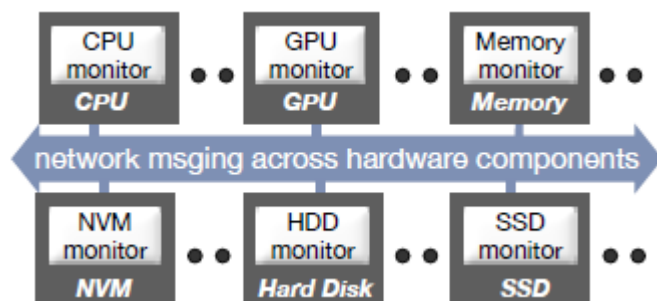 CPU monitor
CPU
GPU monitor
GPU
Memory monitor
Memory
network msging across hardware components
NVM monitor
NVM
HDD monitor
Hard Disk
SSD monitor
SSD